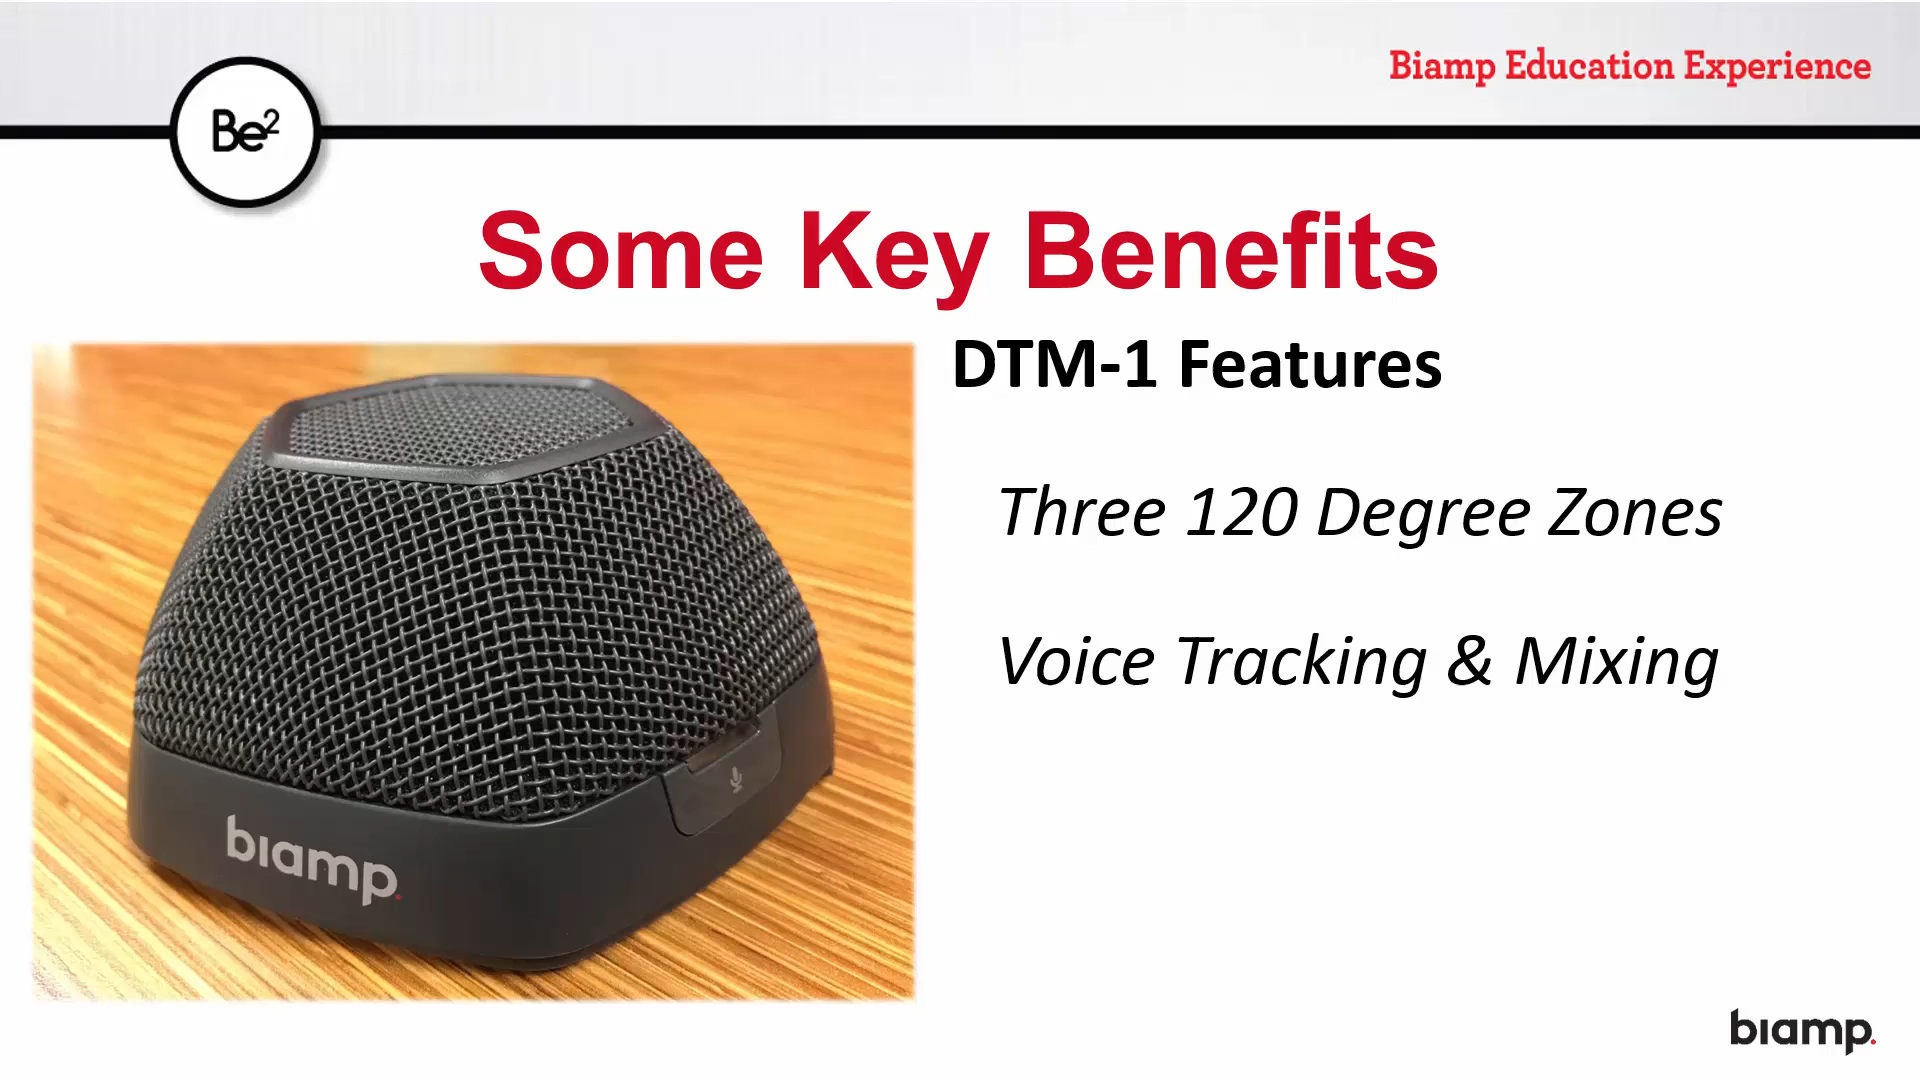 Biamp Education Experience
Be²
Some Key Benefits
DTM-1 Features
Three 120 Degree Zones
Voice Tracking & Mixing
biamp.
biamp.